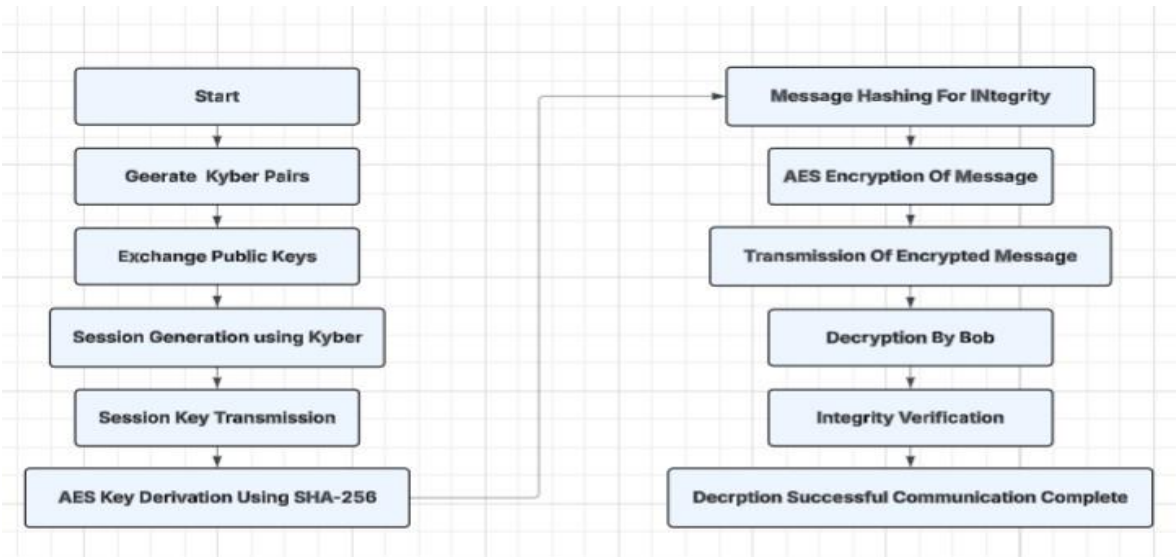 Start
Geerate Kyber Pairs
Exchange Public Keys
Session Generation using Kyber
Session Key Transmission
AES Key Derivation Using SHA-256
Message Hashing For INtegrity
AES Encryption Of Message
Transmission Of Encrypted Message
Decryption By Bob
Integrity Verification
Decrption Successful Communication Complete